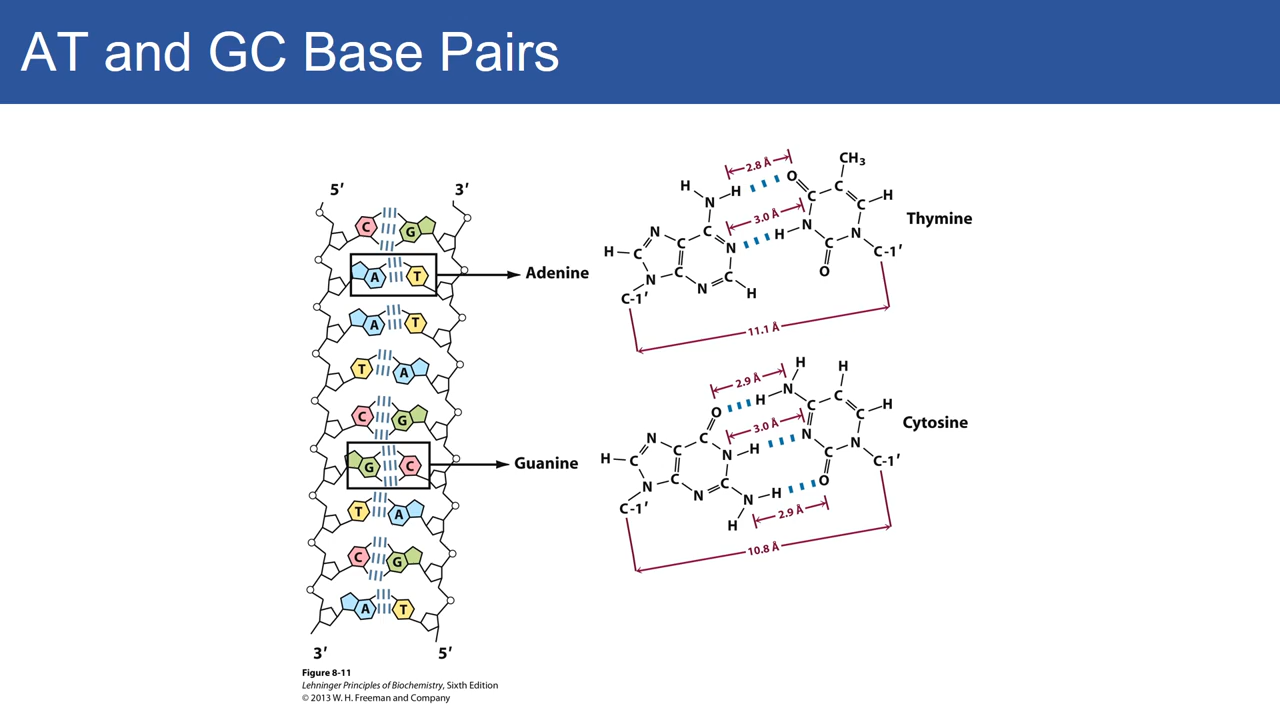 AT and GC Base Pairs
5′ 3′
C G
A T
A T
T A
C G
G C
T A
C G
A T
3′ 5′
Adenine
Guanine
2.8 Å
3.0 Å
11.1 Å
H
N
H
O
CH₃
C
C
C
H
N
H
N
C
O
N
C-1′
N
C
C
N
H
C
N
C
N
C
H
C-1′
Thymine
2.9 Å
3.0 Å
2.9 Å
10.8 Å
H
N
H
H
C
C
C
H
O
C
N
H
N
C
N
O
C-1′
N
C
H
C
N
C
N
C
N
H
H
C-1′
Cytosine
Figure 8-11
Lehninger Principles of Biochemistry, Sixth Edition
© 2013 W. H. Freeman and Company